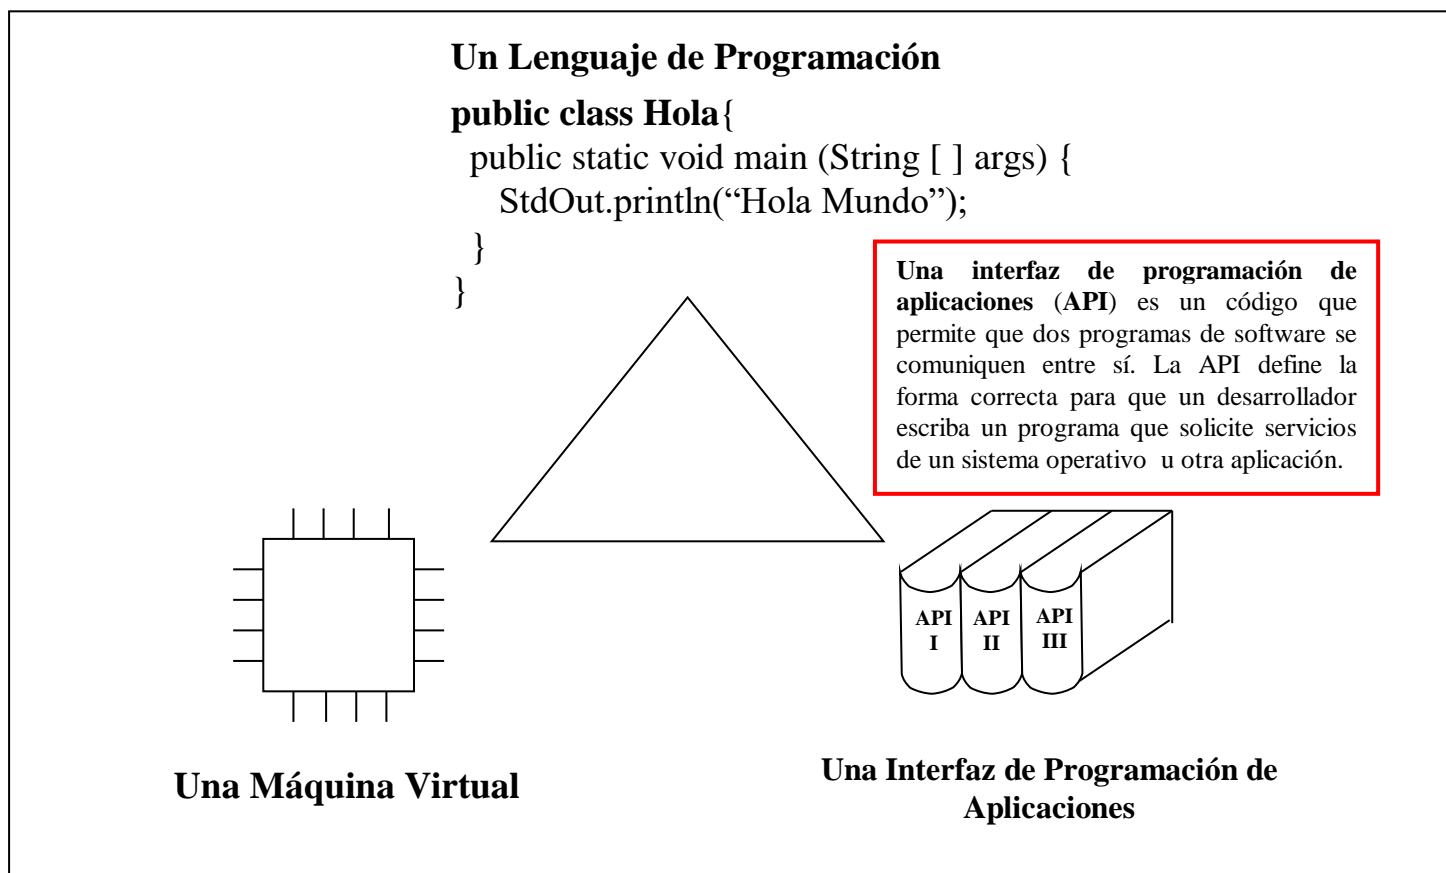 Un Lenguaje de Programación
public class Hola{
public static void main (String [ ] args) {
StdOut.println(“Hola Mundo”);
}
}
Una interfaz de programación de
aplicaciones (API) es un código que
permite que dos programas de software se
comuniquen entre sí. La API define la
forma correcta para que un desarrollador
escriba un programa que solicite servicios
de un sistema operativo u otra aplicación.
API
I
API
II
API
III
Una Máquina Virtual
Una Interfaz de Programación de
Aplicaciones